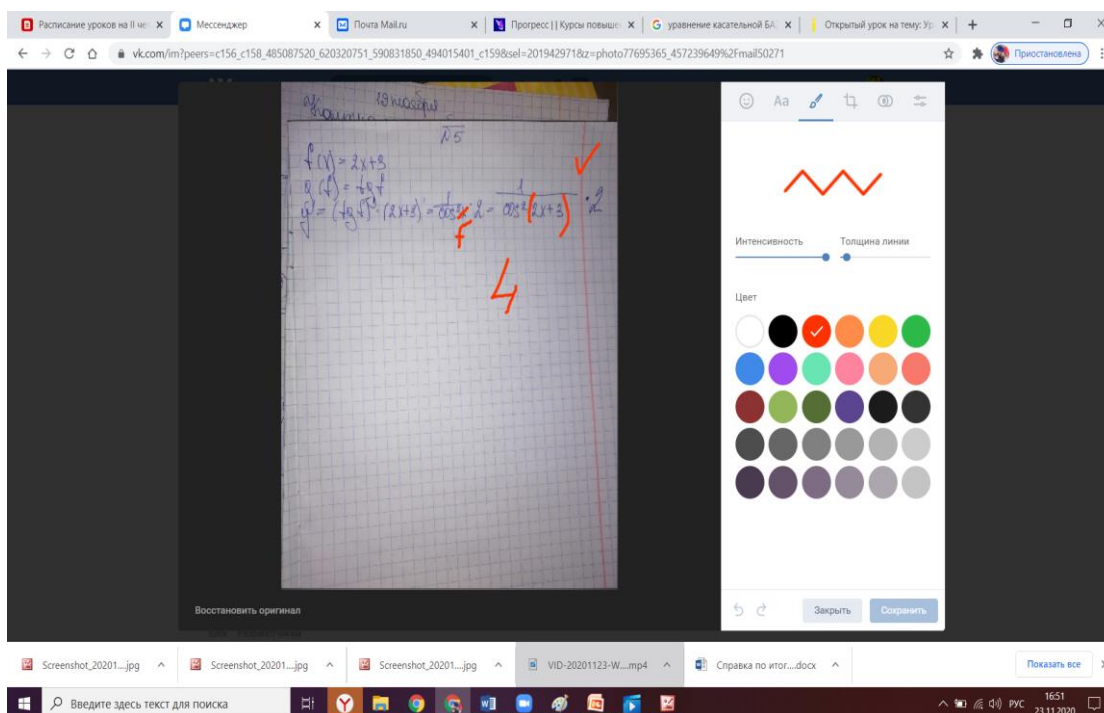 Расписание уроков на II чет
Мессенджер
Почта Mail.ru
Прогресс || Курсы повыше
уравнение касательной БА
Открытый урок на тему: Ур
vk.com/im?peers=c156_c158_485087520_620320751_590831850_494015401_c159&sel=201942971&z=photo77695365_457239649%2Fmail50271
Приостановлена
19 ноября
№5
f(x) = 2x+3
g(f) = tg f
y' = (tg f)' · (2x+3)' = 1/cos²x · 2 = 1/cos²(2x+3) · 2
f
4
Aa
Интенсивность
Толщина линии
Цвет
Восстановить оригинал
Закрыть
Сохранить
Screenshot_20201....jpg
Screenshot_20201....jpg
Screenshot_20201....jpg
VID-20201123-W....mp4
Справка по итог....docx
Показать все
Введите здесь текст для поиска
РУС
16:51
23.11.2020